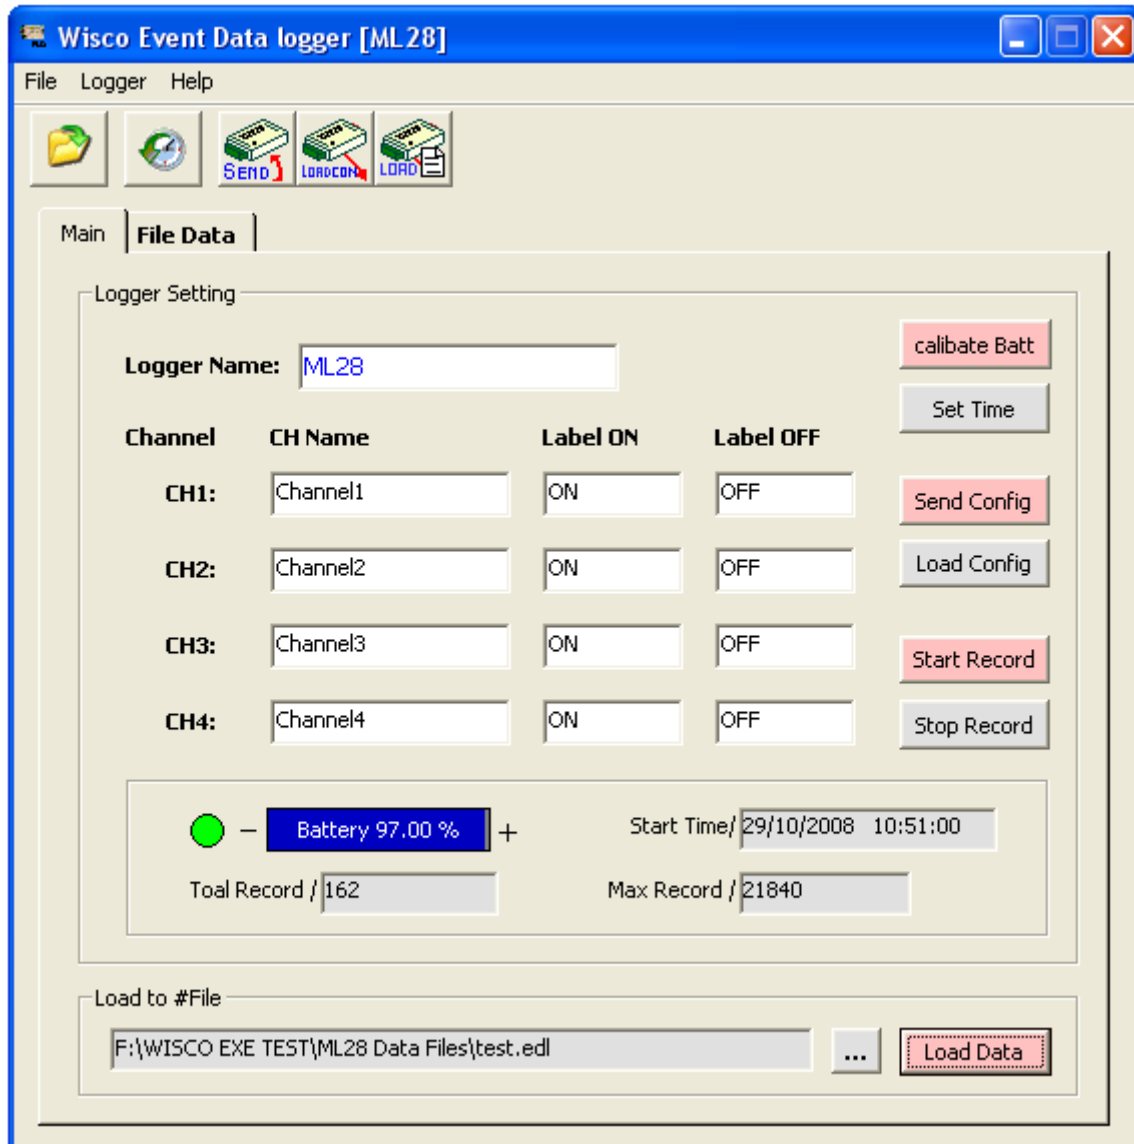 Wisco Event Data logger [ML28]
File Logger Help
SEND LOADCON LOAD
Main File Data
Logger Setting
calibate Batt
Logger Name: ML28
Set Time
Channel CH Name Label ON Label OFF
CH1: Channel1 ON OFF Send Config
CH2: Channel2 ON OFF Load Config
CH3: Channel3 ON OFF Start Record
CH4: Channel4 ON OFF Stop Record
- Battery 97.00 % + Start Time/ 29/10/2008 10:51:00
Toal Record / 162 Max Record / 21840
Load to #File
F:\WISCO EXE TEST\ML28 Data Files\test.edl ... Load Data